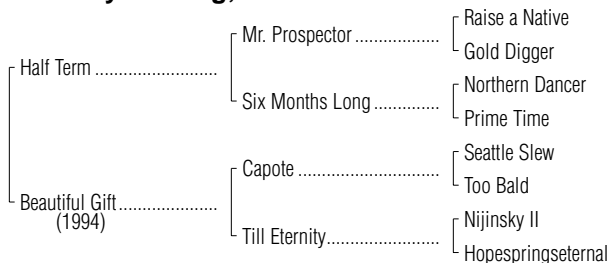 Raise a Native
Mr. Prospector ...................
Gold Digger
Half Term ...........................
Northern Dancer
Six Months Long ...............
Prime Time
Seattle Slew
Capote ...............................
Too Bald
Beautiful Gift ......................
(1994)
Nijinsky II
Till Eternity .........................
Hopespringseternal